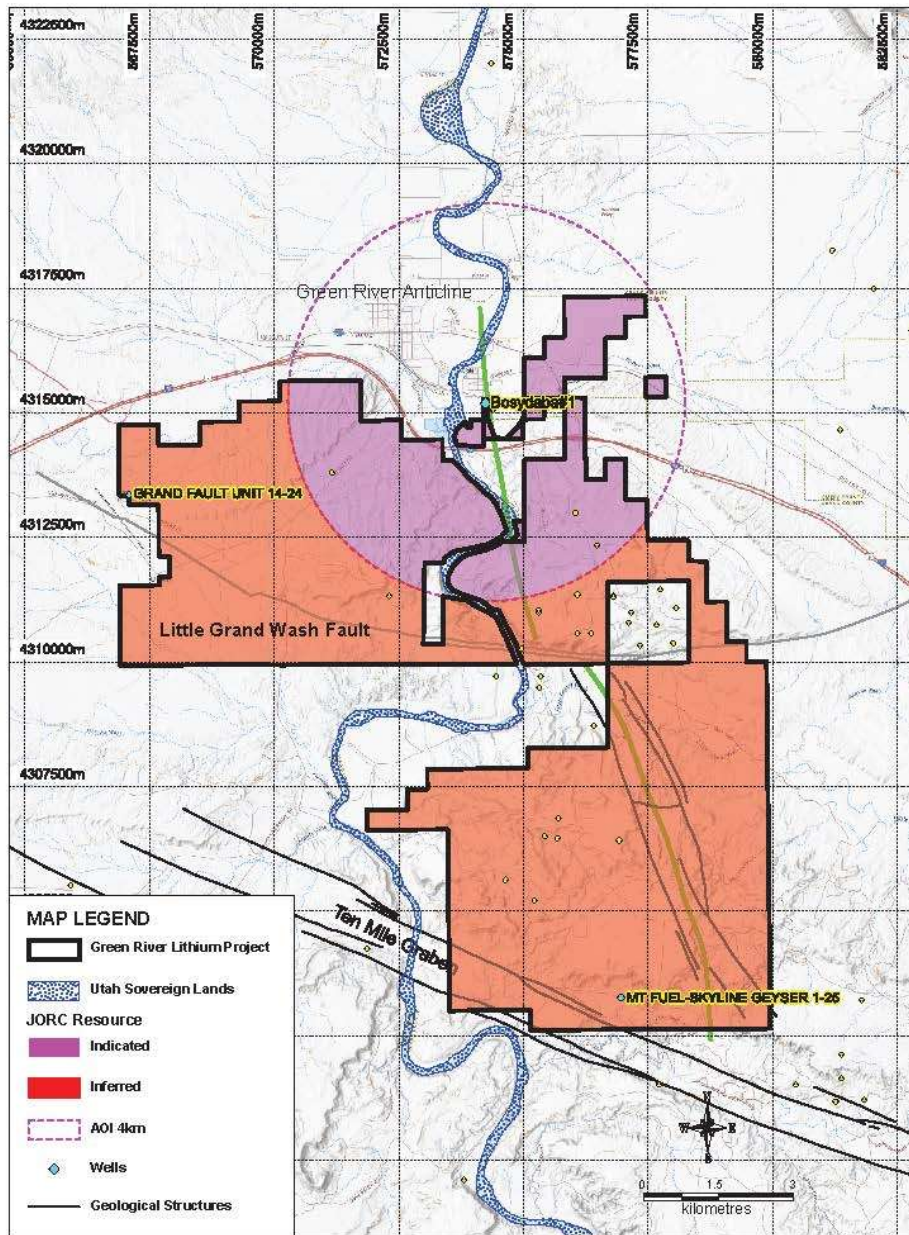 4322500m
567500m
570000m
572500m
575000m
577500m
580000m
582500m
4320000m
4317500m
Green River Anticline
4315000m
Bosydaba#1
GRAND FAULT UNIT 14-24
4312500m
Little Grand Wash Fault
4310000m
4307500m
Ten Mile Graben
MT FUEL-SKYLINE GEYSER 1-25
MAP LEGEND
Green River Lithium Project
Utah Sovereign Lands
JORC Resource
Indicated
Inferred
AOI 4km
Wells
Geological Structures
N
W E
S
0 1.5 3
kilometres